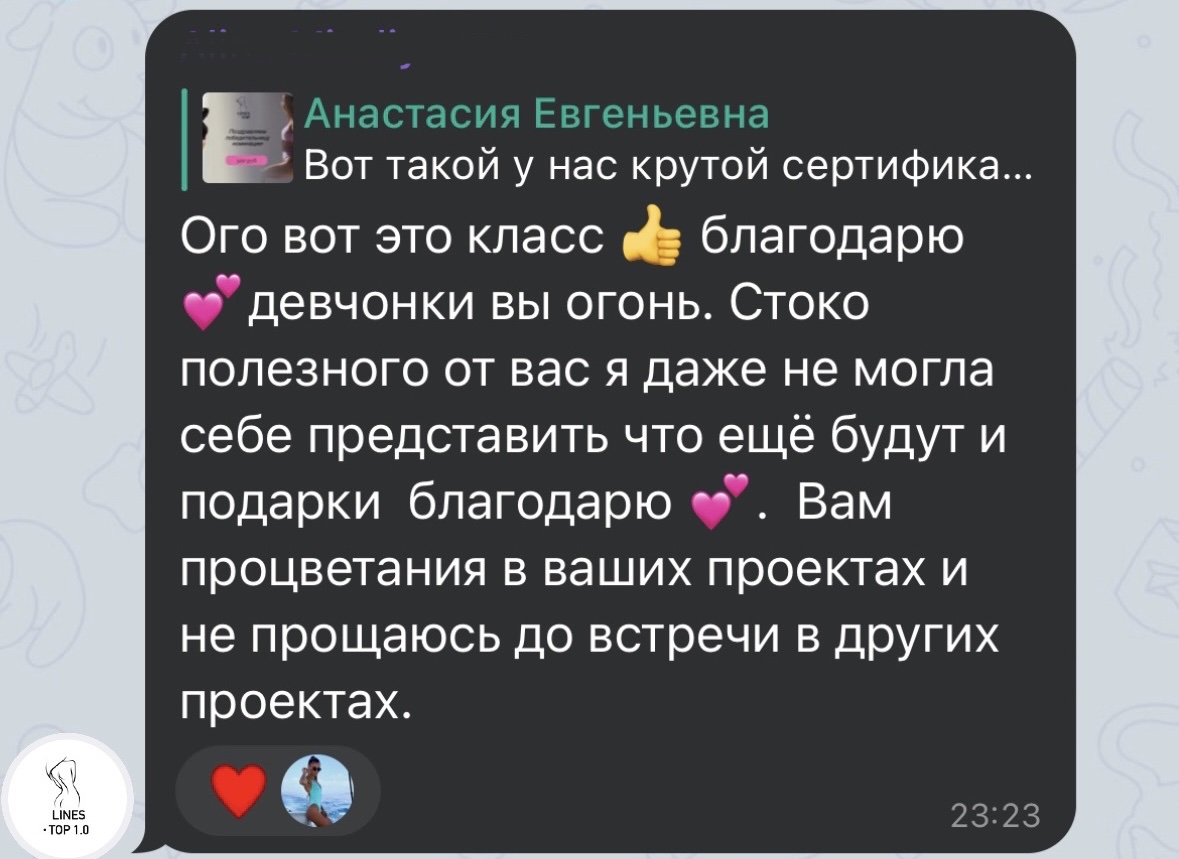 Анастасия Евгеньевна
Вот такой у нас крутой сертифика...
Ого вот это класс 👍 благодарю
💕девчонки вы огонь. Стоко
полезного от вас я даже не могла
себе представить что ещё будут и
подарки благодарю 💕. Вам
процветания в ваших проектах и
не прощаюсь до встречи в других
проектах.
23:23
LINES
• TOP 1.0